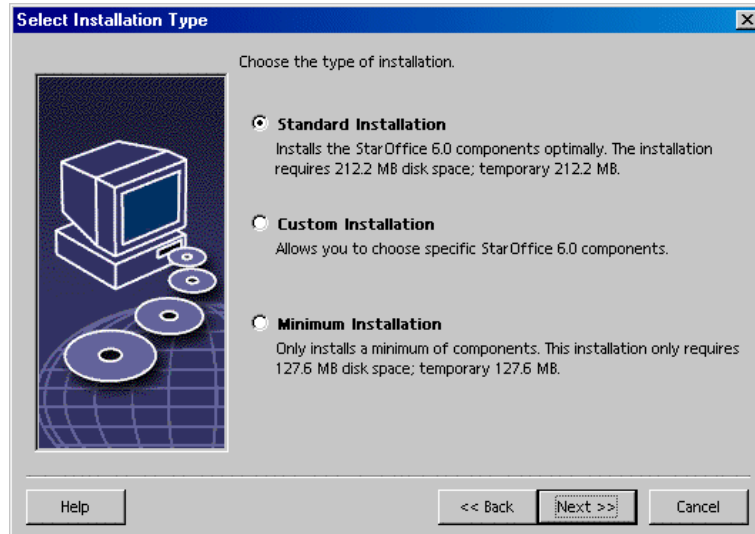 Select Installation Type
Choose the type of installation.
Standard Installation
Installs the StarOffice 6.0 components optimally. The installation
requires 212.2 MB disk space; temporary 212.2 MB.
Custom Installation
Allows you to choose specific StarOffice 6.0 components.
Minimum Installation
Only installs a minimum of components. This installation only requires
127.6 MB disk space; temporary 127.6 MB.
Help
<< Back
Next >>
Cancel